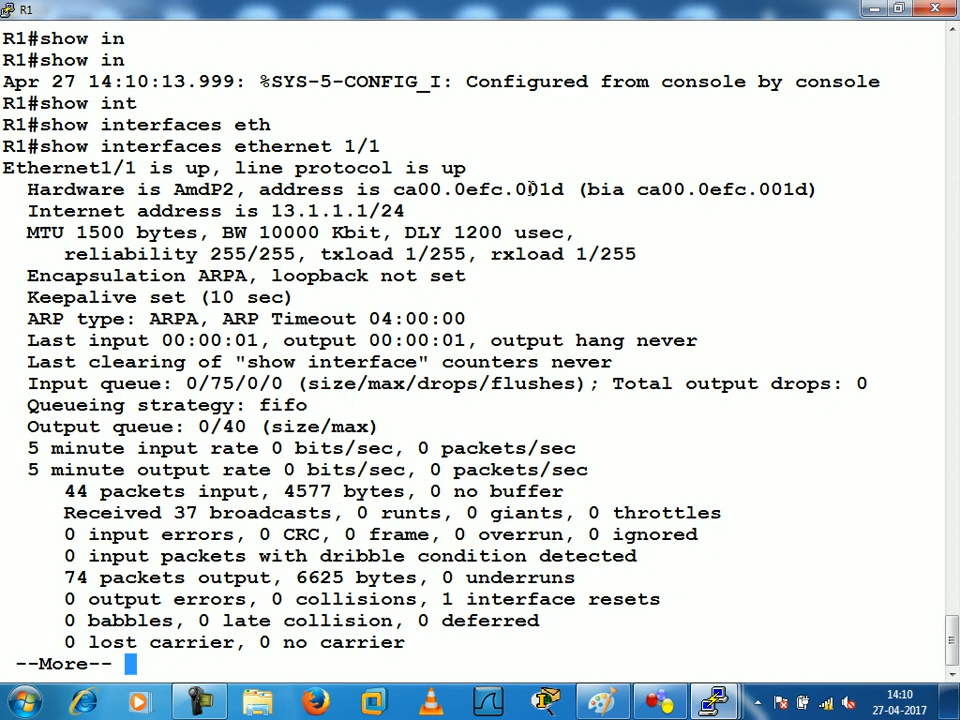 R1
R1#show in
R1#show in
Apr 27 14:10:13.999: %SYS-5-CONFIG_I: Configured from console by console
R1#show int
R1#show interfaces eth
R1#show interfaces ethernet 1/1
Ethernet1/1 is up, line protocol is up
  Hardware is AmdP2, address is ca00.0efc.001d (bia ca00.0efc.001d)
  Internet address is 13.1.1.1/24
  MTU 1500 bytes, BW 10000 Kbit, DLY 1200 usec,
     reliability 255/255, txload 1/255, rxload 1/255
  Encapsulation ARPA, loopback not set
  Keepalive set (10 sec)
  ARP type: ARPA, ARP Timeout 04:00:00
  Last input 00:00:01, output 00:00:01, output hang never
  Last clearing of "show interface" counters never
  Input queue: 0/75/0/0 (size/max/drops/flushes); Total output drops: 0
  Queueing strategy: fifo
  Output queue: 0/40 (size/max)
  5 minute input rate 0 bits/sec, 0 packets/sec
  5 minute output rate 0 bits/sec, 0 packets/sec
     44 packets input, 4577 bytes, 0 no buffer
     Received 37 broadcasts, 0 runts, 0 giants, 0 throttles
     0 input errors, 0 CRC, 0 frame, 0 overrun, 0 ignored
     0 input packets with dribble condition detected
     74 packets output, 6625 bytes, 0 underruns
     0 output errors, 0 collisions, 1 interface resets
     0 babbles, 0 late collision, 0 deferred
     0 lost carrier, 0 no carrier
 --More--
14:10
27-04-2017